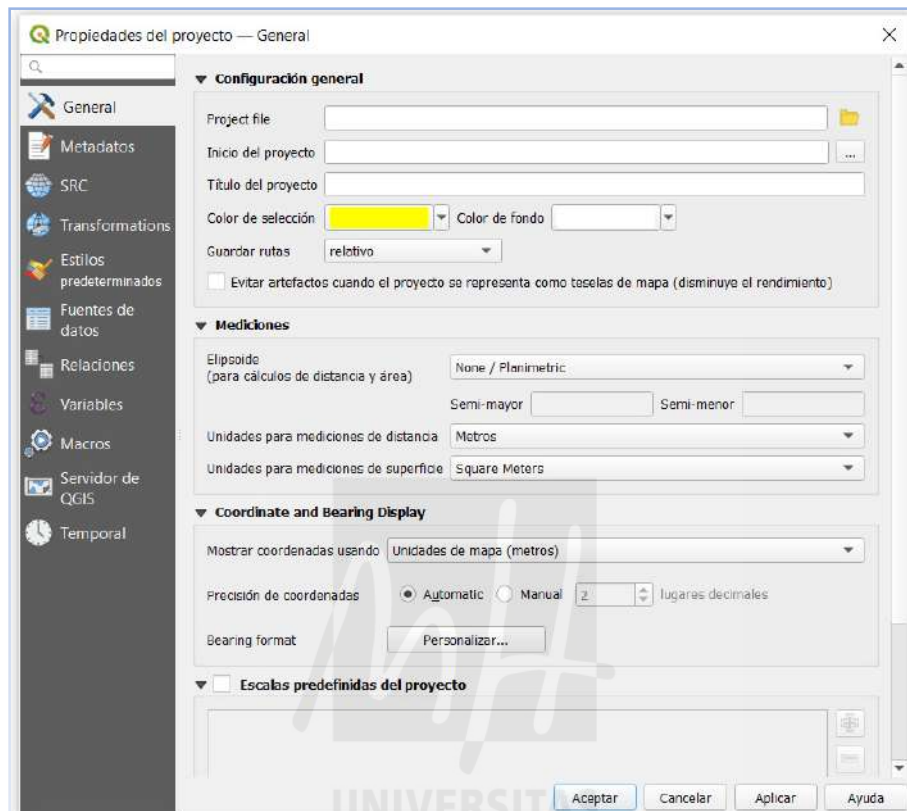 Propiedades del proyecto — General
General
Metadatos
SRC
Transformations
Estilos
predeterminados
Fuentes de
datos
Relaciones
Variables
Macros
Servidor de
QGIS
Temporal
Configuración general
Project file
Inicio del proyecto ...
Título del proyecto
Color de selección Color de fondo
Guardar rutas relativo
Evitar artefactos cuando el proyecto se representa como teselas de mapa (disminuye el rendimiento)
Mediciones
Elipsoide
(para cálculos de distancia y área) None / Planimetric
Semi-mayor Semi-menor
Unidades para mediciones de distancia Metros
Unidades para mediciones de superficie Square Meters
Coordinate and Bearing Display
Mostrar coordenadas usando Unidades de mapa (metros)
Precisión de coordenadas Automatic Manual 2 lugares decimales
Bearing format Personalizar...
Escalas predefinidas del proyecto
Aceptar Cancelar Aplicar Ayuda
UNIVERSITAS